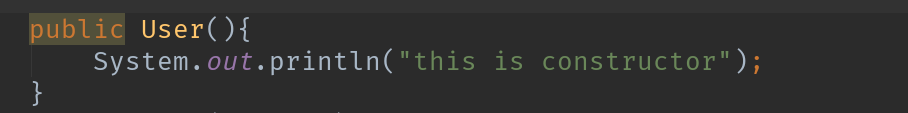 public User(){
System.out.println("this is constructor");
}